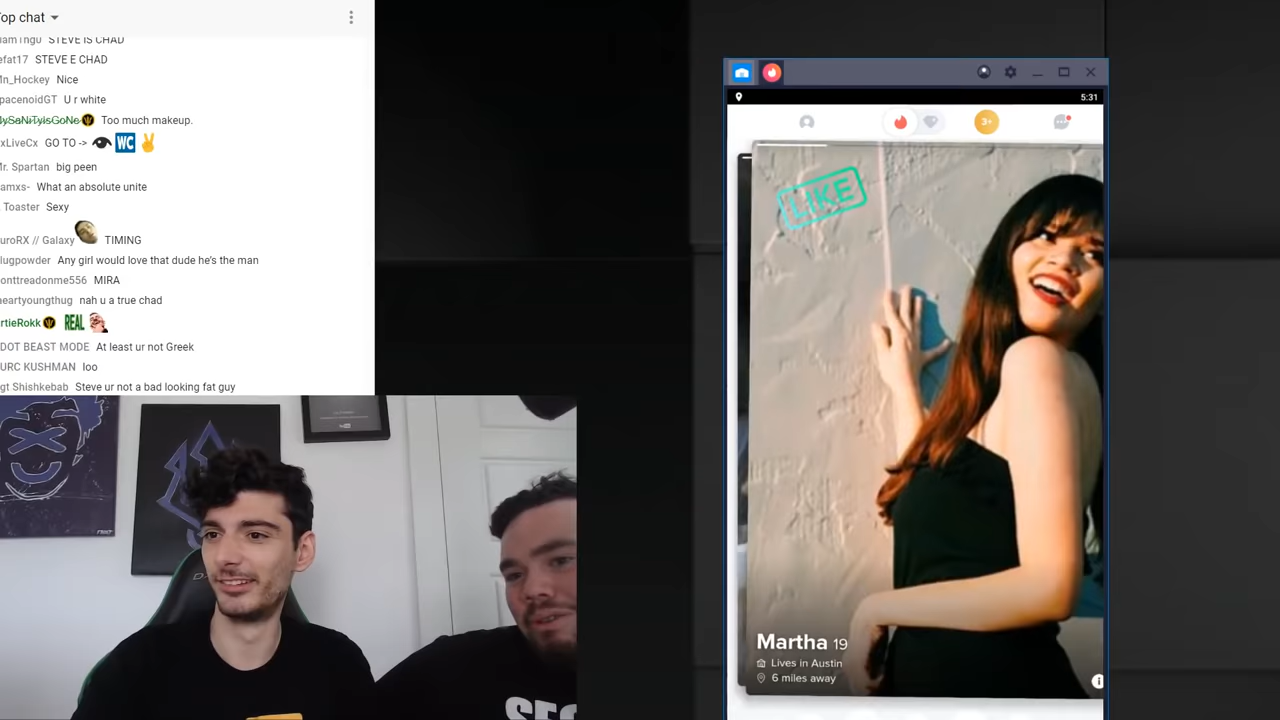 op chat
STEVE IS CHAD
efat17 STEVE E CHAD
n_Hockey Nice
pacenoidGT U r white
ySaNiTyIsGoNe Too much makeup.
xLiveCx GO TO -> WC
r. Spartan big peen
amxs- What an absolute unite
Toaster Sexy
uroRX // Galaxy TIMING
lugpowder Any girl would love that dude he's the man
onttreadonme556 MIRA
heartyoungthug nah u a true chad
rtieRokk REAL
DOT BEAST MODE At least ur not Greek
URC KUSHMAN loo
gt Shishkebab Steve ur not a bad looking fat guy
5:31
3+
LIKE
Martha 19
Lives in Austin
6 miles away